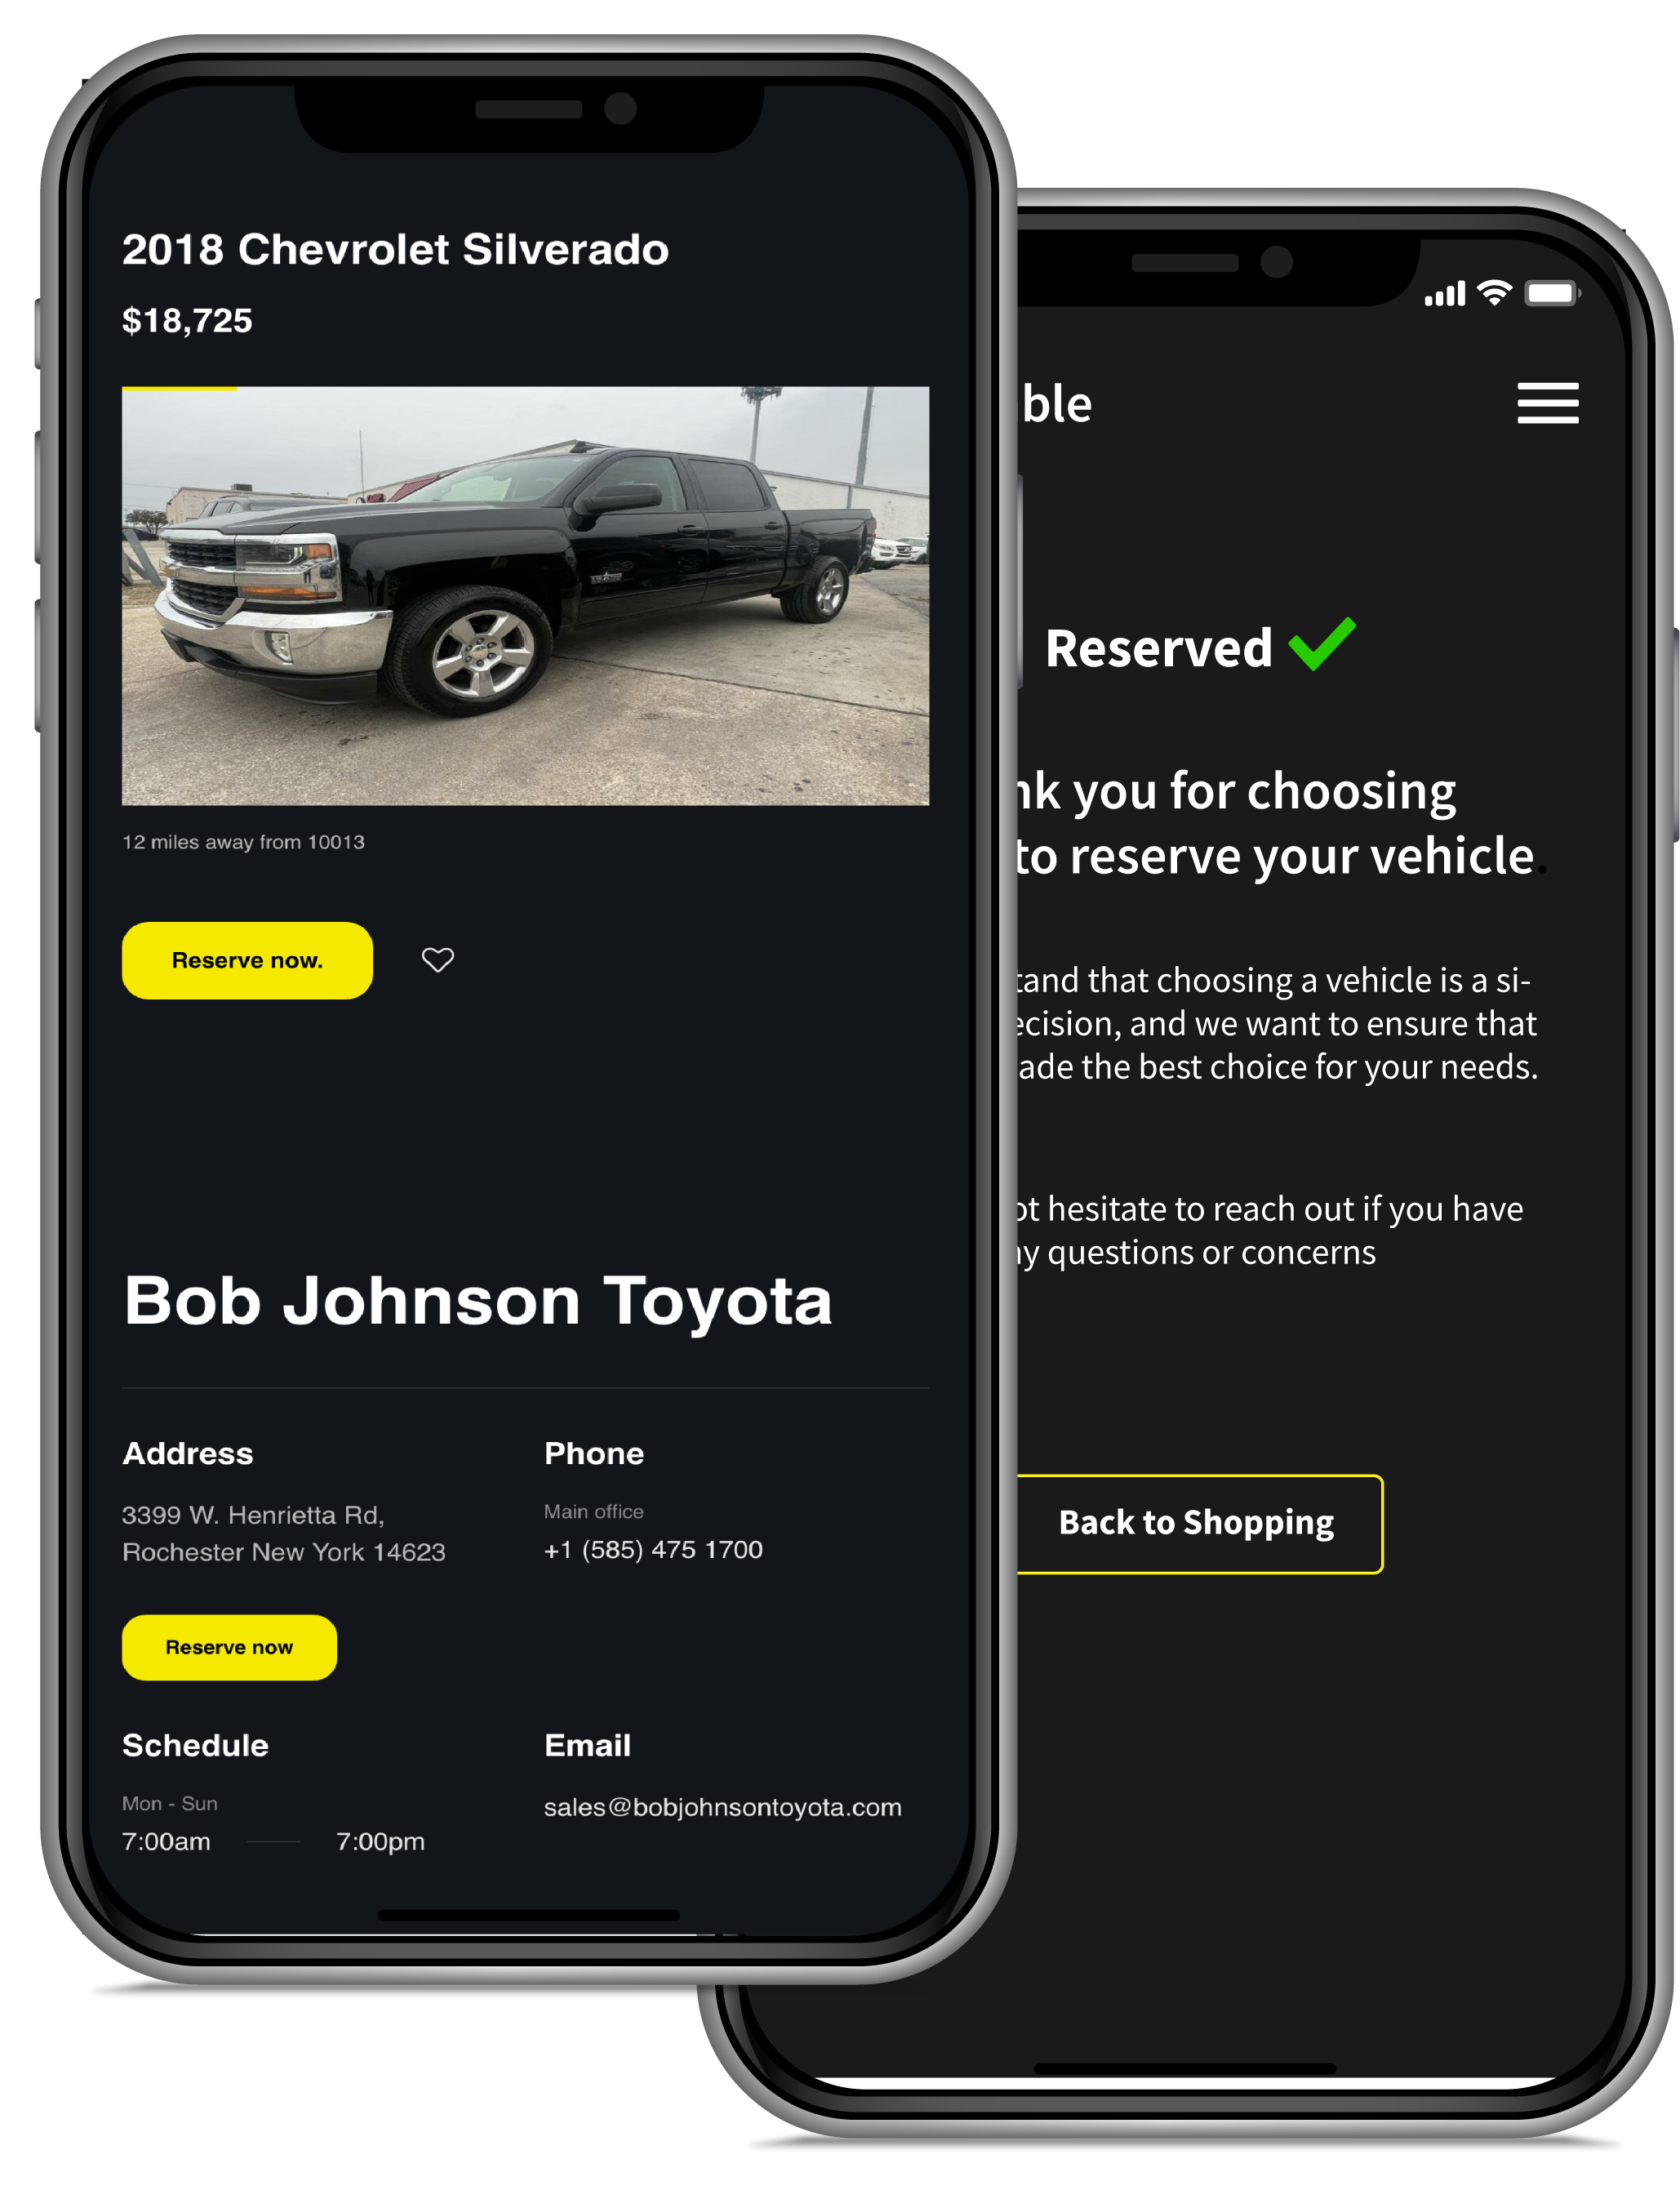 2018 Chevrolet Silverado
$18,725
12 miles away from 10013
Reserve now.
Bob Johnson Toyota
Address
3399 W. Henrietta Rd,
Rochester New York 14623
Phone
Main office
+1 (585) 475 1700
Reserve now
Schedule
Mon - Sun
7:00am 7:00pm
Email
sales@bobjohnsontoyota.com
ble
Reserved
nk you for choosing
to reserve your vehicle.
tand that choosing a vehicle is a si-
ecision, and we want to ensure that
ade the best choice for your needs.
ot hesitate to reach out if you have
ny questions or concerns
Back to Shopping